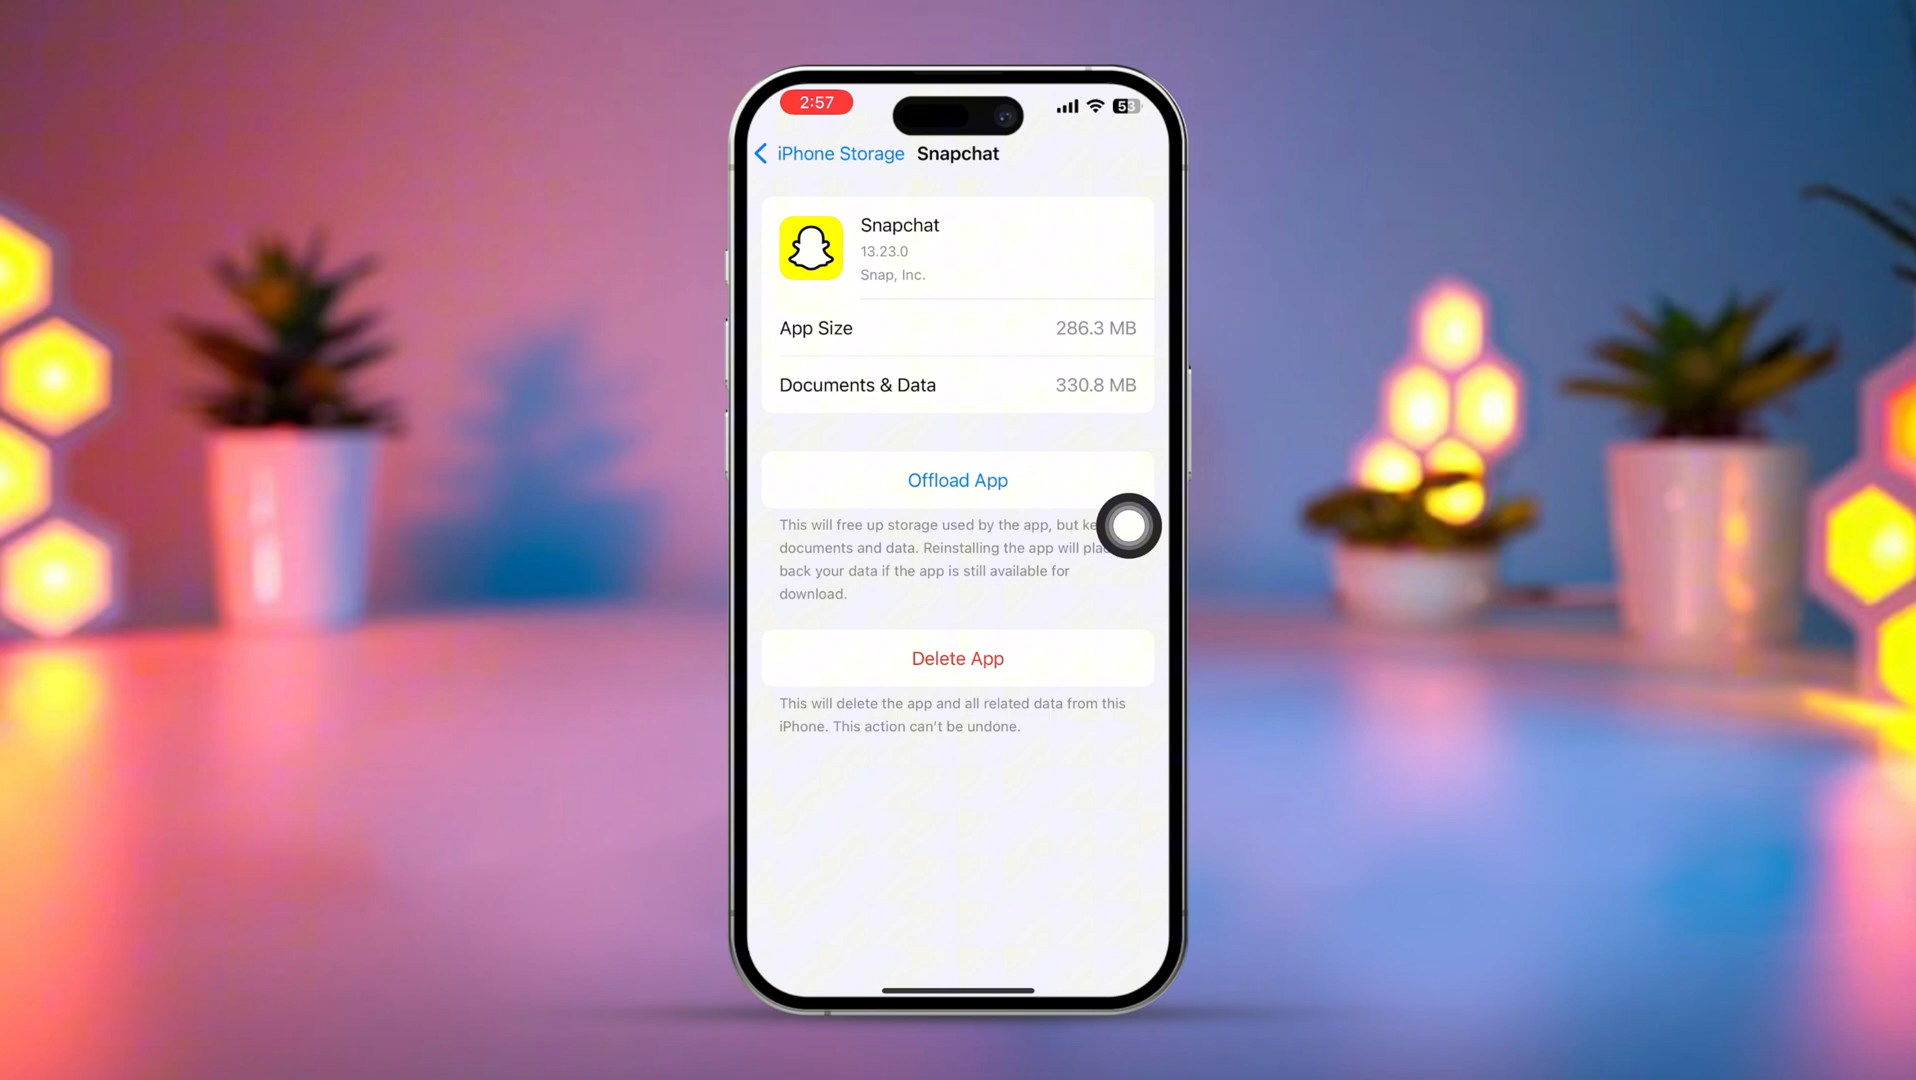 2:57
53
iPhone Storage Snapchat
Snapchat
13.23.0
Snap, Inc.
App Size 286.3 MB
Documents & Data 330.8 MB
Offload App
This will free up storage used by the app, but
documents and data. Reinstalling the app will
back your data if the app is still available for
download.
Delete App
This will delete the app and all related data from this
iPhone. This action can't be undone.